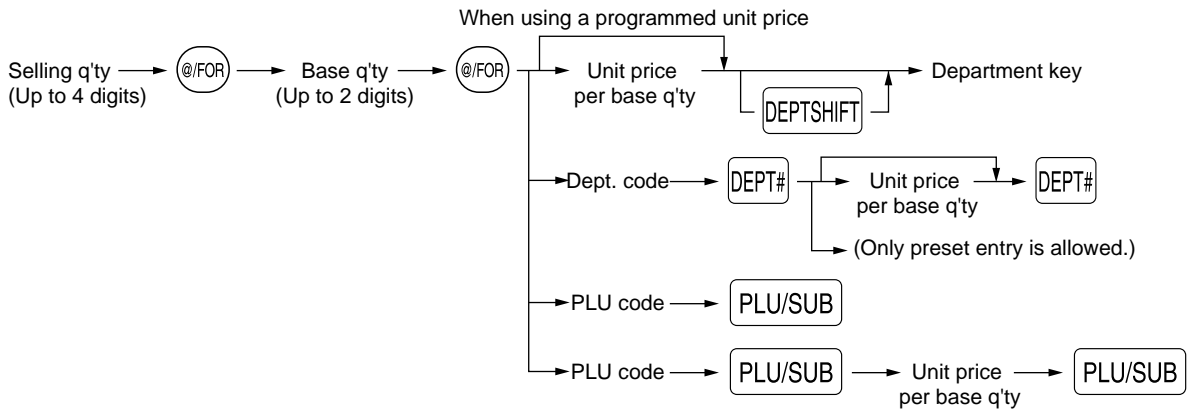 When using a programmed unit price
Selling q'ty @/FOR Base q'ty @/FOR Unit price Department key
(Up to 4 digits) (Up to 2 digits) per base q'ty
DEPTSHIFT
Dept. code DEPT# Unit price DEPT#
per base q'ty
(Only preset entry is allowed.)
PLU code PLU/SUB
PLU code PLU/SUB Unit price PLU/SUB
per base q'ty